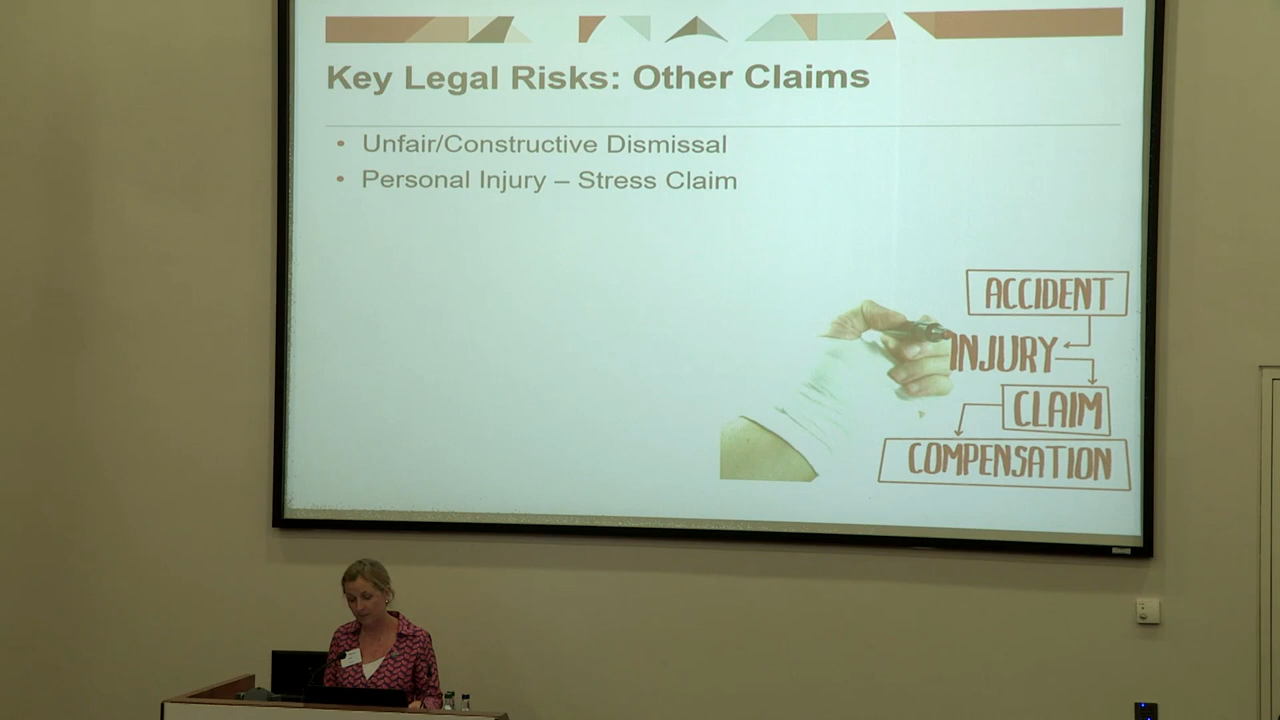 Key Legal Risks: Other Claims
• Unfair/Constructive Dismissal
• Personal Injury – Stress Claim
ACCIDENT
INJURY
CLAIM
COMPENSATION